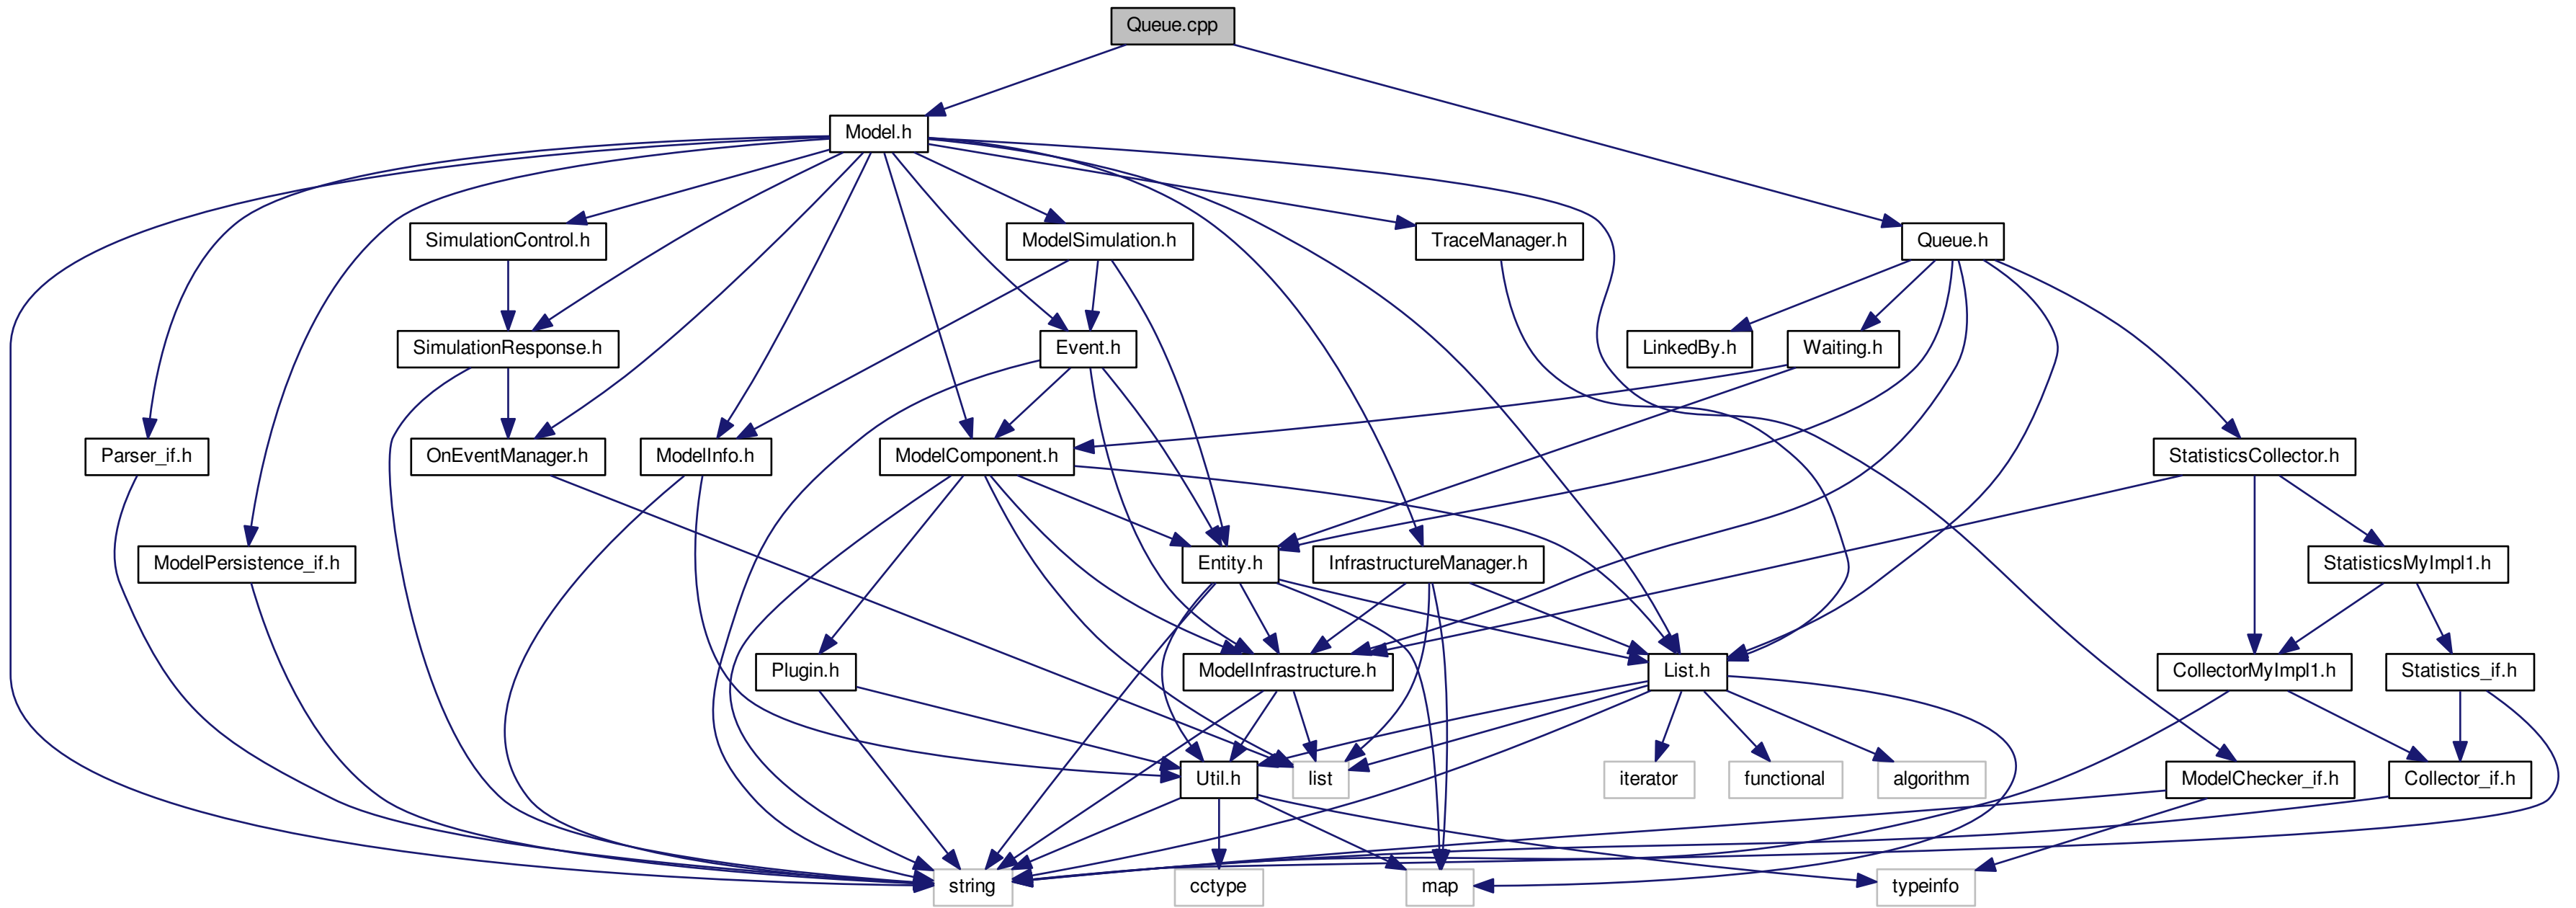 Queue.cpp
Model.h
SimulationControl.h
ModelSimulation.h
TraceManager.h
Queue.h
SimulationResponse.h
Event.h
LinkedBy.h
Waiting.h
Parser_if.h
OnEventManager.h
ModelInfo.h
ModelComponent.h
StatisticsCollector.h
ModelPersistence_if.h
Entity.h
InfrastructureManager.h
StatisticsMyImpl1.h
Plugin.h
ModelInfrastructure.h
List.h
CollectorMyImpl1.h
Statistics_if.h
Util.h
list
iterator
functional
algorithm
ModelChecker_if.h
Collector_if.h
string
cctype
map
typeinfo